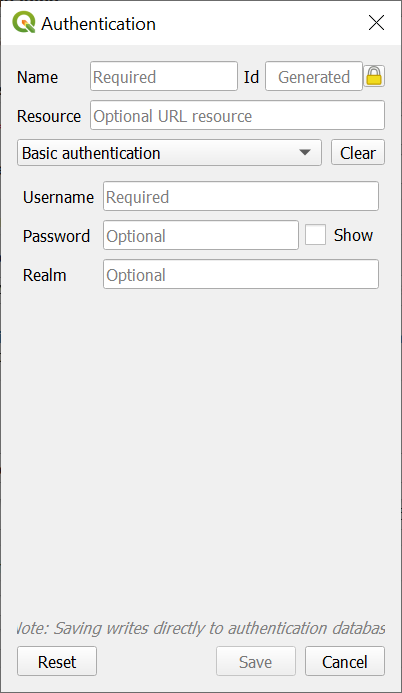 Authentication
Name Required Id Generated
Resource Optional URL resource
Basic authentication Clear
Username Required
Password Optional Show
Realm Optional
Note: Saving writes directly to authentication databas
Reset Save Cancel